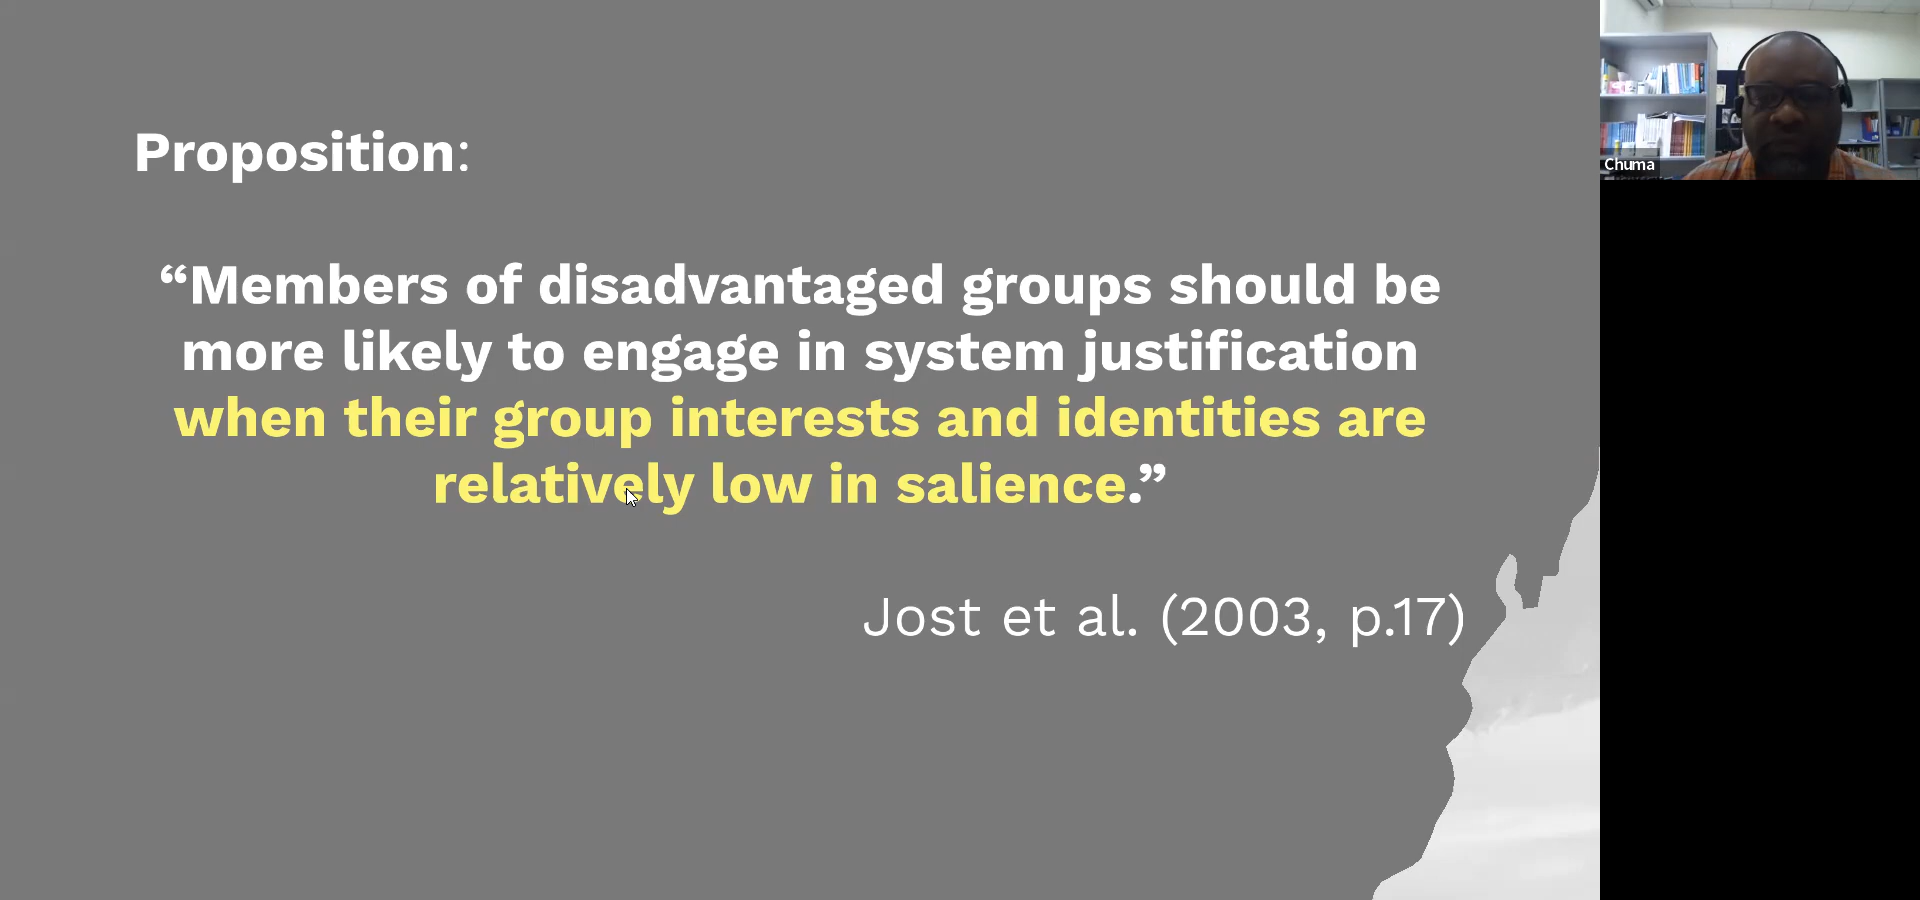 Proposition:
“Members of disadvantaged groups should be
more likely to engage in system justification
when their group interests and identities are
relatively low in salience.”
Jost et al. (2003, p.17)
Chuma